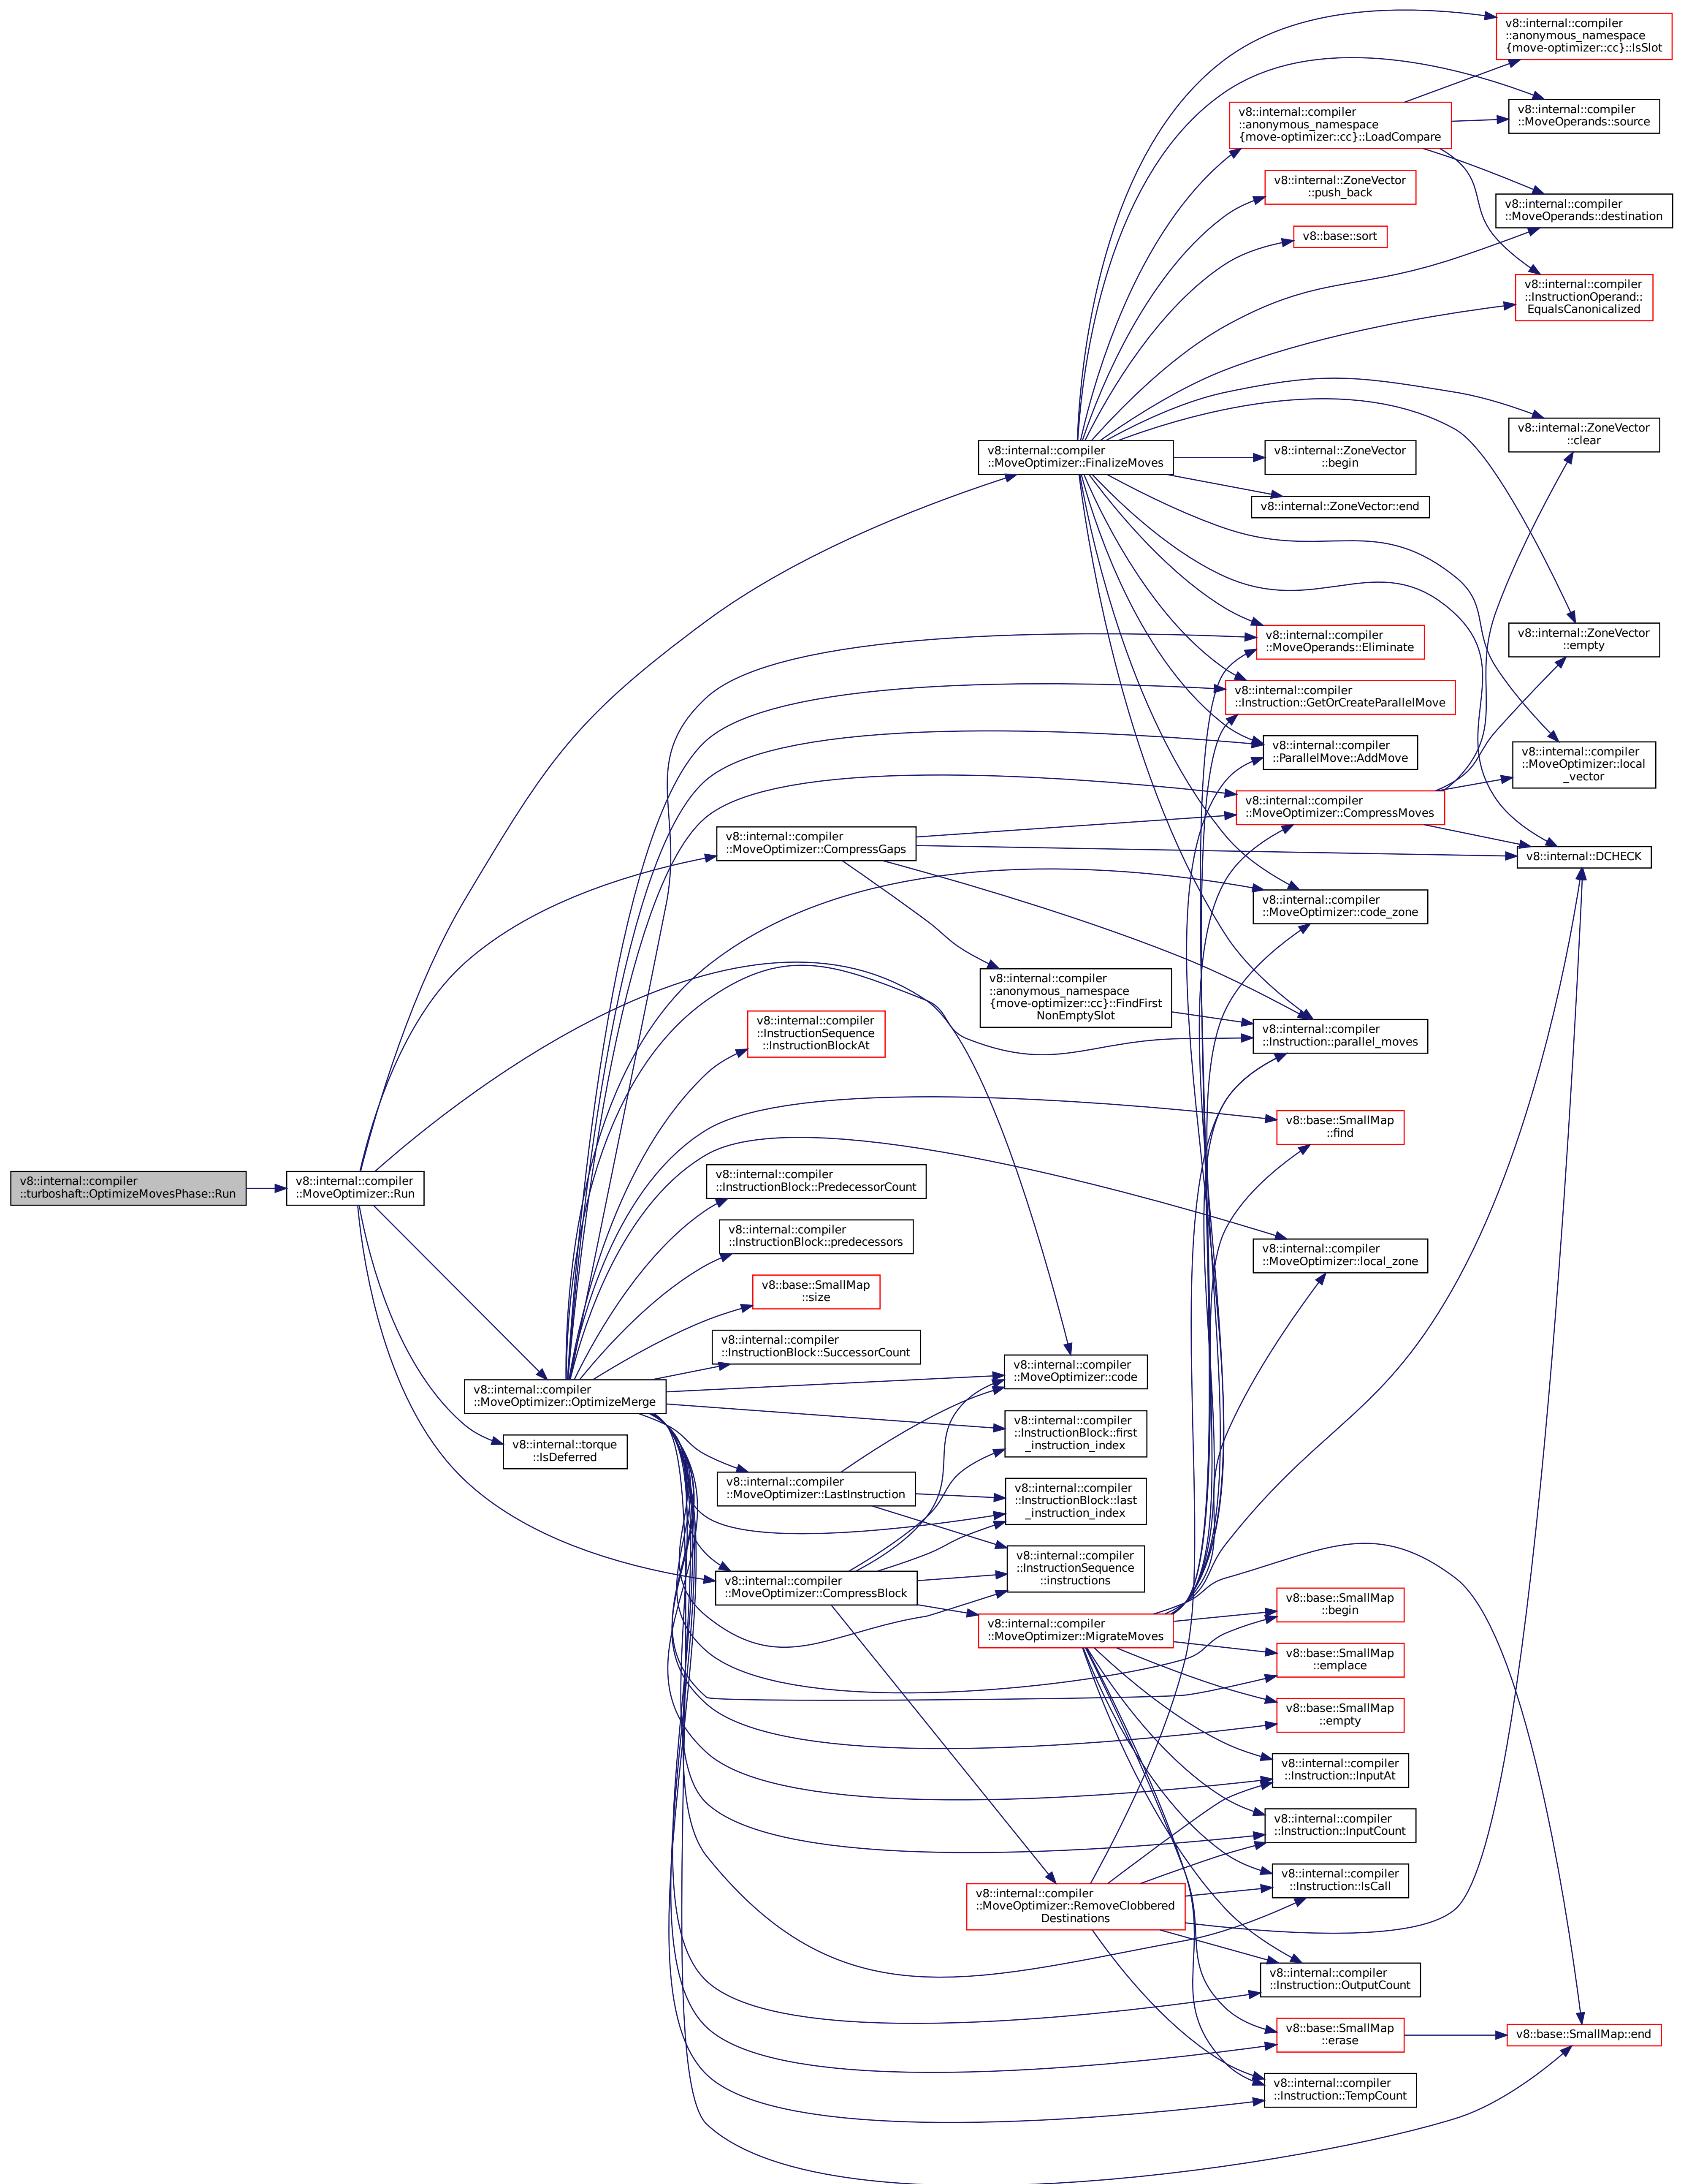 v8::internal::compiler
::anonymous_namespace
{move-optimizer::cc}::IsSlot
v8::internal::compiler
::MoveOperands::source
v8::internal::compiler
::anonymous_namespace
{move-optimizer::cc}::LoadCompare
v8::internal::ZoneVector
::push_back
v8::internal::compiler
::MoveOperands::destination
v8::base::sort
v8::internal::compiler
::InstructionOperand::
EqualsCanonicalized
v8::internal::ZoneVector
::clear
v8::internal::compiler
::MoveOptimizer::FinalizeMoves
v8::internal::ZoneVector
::begin
v8::internal::ZoneVector::end
v8::internal::compiler
::MoveOperands::Eliminate
v8::internal::ZoneVector
::empty
v8::internal::compiler
::Instruction::GetOrCreateParallelMove
v8::internal::compiler
::ParallelMove::AddMove
v8::internal::compiler
::MoveOptimizer::local
_vector
v8::internal::compiler
::MoveOptimizer::CompressMoves
v8::internal::compiler
::MoveOptimizer::CompressGaps
v8::internal::DCHECK
v8::internal::compiler
::MoveOptimizer::code_zone
v8::internal::compiler
::anonymous_namespace
{move-optimizer::cc}::FindFirst
NonEmptySlot
v8::internal::compiler
::InstructionSequence
::InstructionBlockAt
v8::internal::compiler
::Instruction::parallel_moves
v8::base::SmallMap
::find
v8::internal::compiler
::turboshaft::OptimizeMovesPhase::Run
v8::internal::compiler
::MoveOptimizer::Run
v8::internal::compiler
::InstructionBlock::PredecessorCount
v8::internal::compiler
::InstructionBlock::predecessors
v8::internal::compiler
::MoveOptimizer::local_zone
v8::base::SmallMap
::size
v8::internal::compiler
::InstructionBlock::SuccessorCount
v8::internal::compiler
::MoveOptimizer::code
v8::internal::compiler
::MoveOptimizer::OptimizeMerge
v8::internal::compiler
::InstructionBlock::first
_instruction_index
v8::internal::torque
::IsDeferred
v8::internal::compiler
::MoveOptimizer::LastInstruction
v8::internal::compiler
::InstructionBlock::last
_instruction_index
v8::internal::compiler
::InstructionSequence
::instructions
v8::internal::compiler
::MoveOptimizer::CompressBlock
v8::internal::compiler
::MoveOptimizer::MigrateMoves
v8::base::SmallMap
::begin
v8::base::SmallMap
::emplace
v8::base::SmallMap
::empty
v8::internal::compiler
::Instruction::InputAt
v8::internal::compiler
::Instruction::InputCount
v8::internal::compiler
::Instruction::IsCall
v8::internal::compiler
::MoveOptimizer::RemoveClobbered
Destinations
v8::internal::compiler
::Instruction::OutputCount
v8::base::SmallMap
::erase
v8::base::SmallMap::end
v8::internal::compiler
::Instruction::TempCount